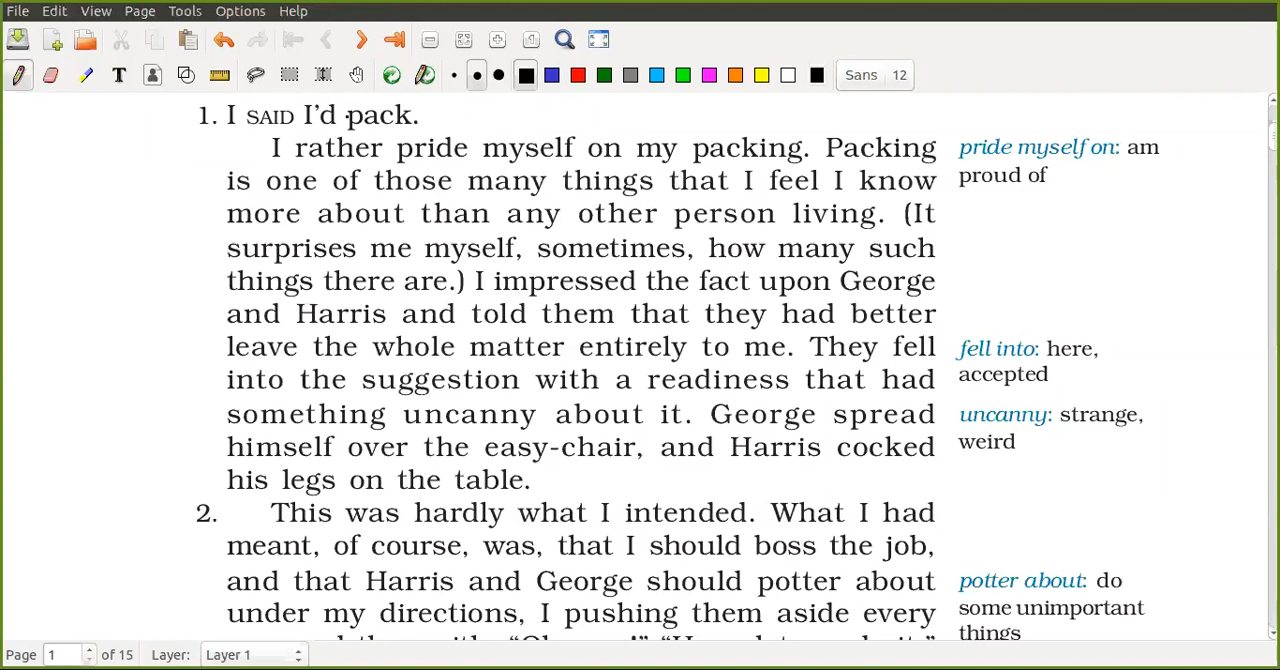 File Edit View Page Tools Options Help
Sans 12
1. I SAID I'd pack.
I rather pride myself on my packing. Packing
is one of those many things that I feel I know
more about than any other person living. (It
surprises me myself, sometimes, how many such
things there are.) I impressed the fact upon George
and Harris and told them that they had better
leave the whole matter entirely to me. They fell
into the suggestion with a readiness that had
something uncanny about it. George spread
himself over the easy-chair, and Harris cocked
his legs on the table.
2. This was hardly what I intended. What I had
meant, of course, was, that I should boss the job,
and that Harris and George should potter about
under my directions, I pushing them aside every
pride myself on: am
proud of
fell into: here,
accepted
uncanny: strange,
weird
potter about: do
some unimportant
things
Page 1 of 15 Layer: Layer 1